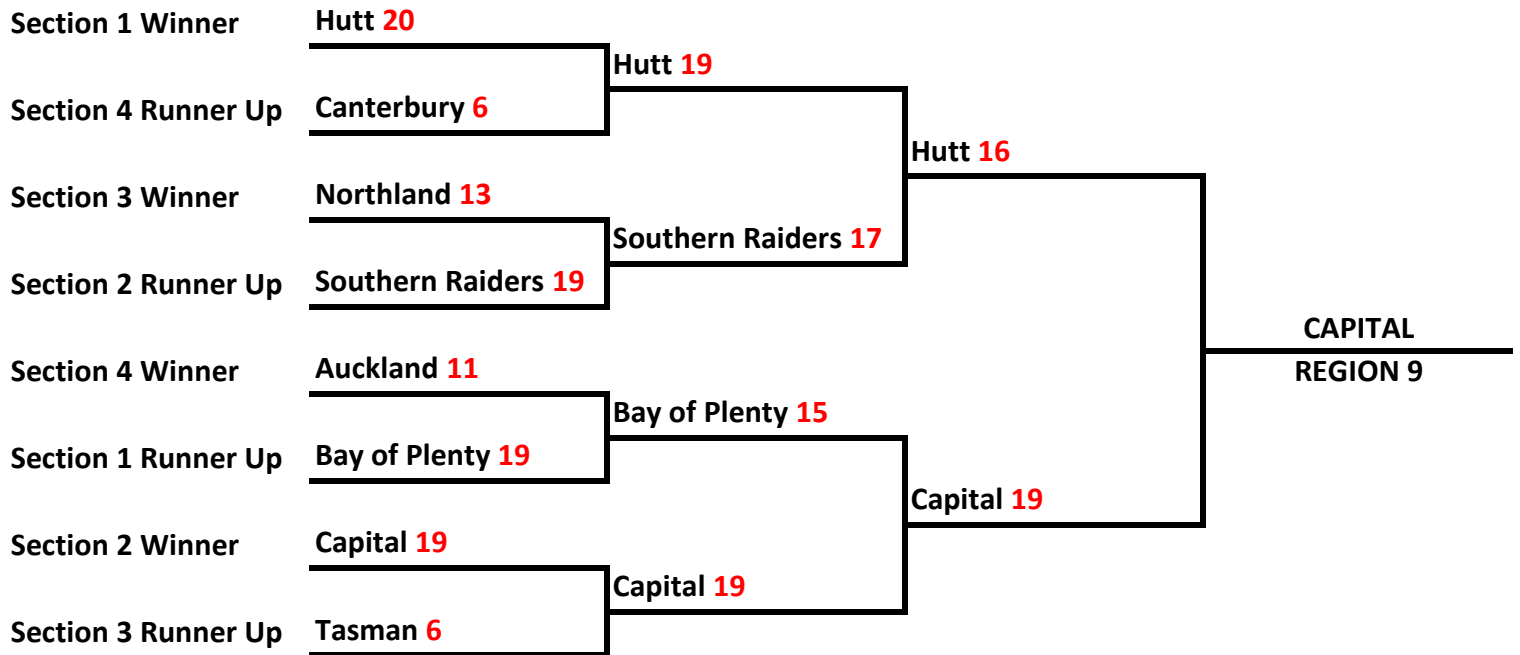 Section 1 Winner Hutt 20
Hutt 19
Section 4 Runner Up Canterbury 6
Hutt 16
Section 3 Winner Northland 13
Southern Raiders 17
Section 2 Runner Up Southern Raiders 19
CAPITAL
REGION 9
Section 4 Winner Auckland 11
Bay of Plenty 15
Section 1 Runner Up Bay of Plenty 19
Capital 19
Section 2 Winner Capital 19
Capital 19
Section 3 Runner Up Tasman 6